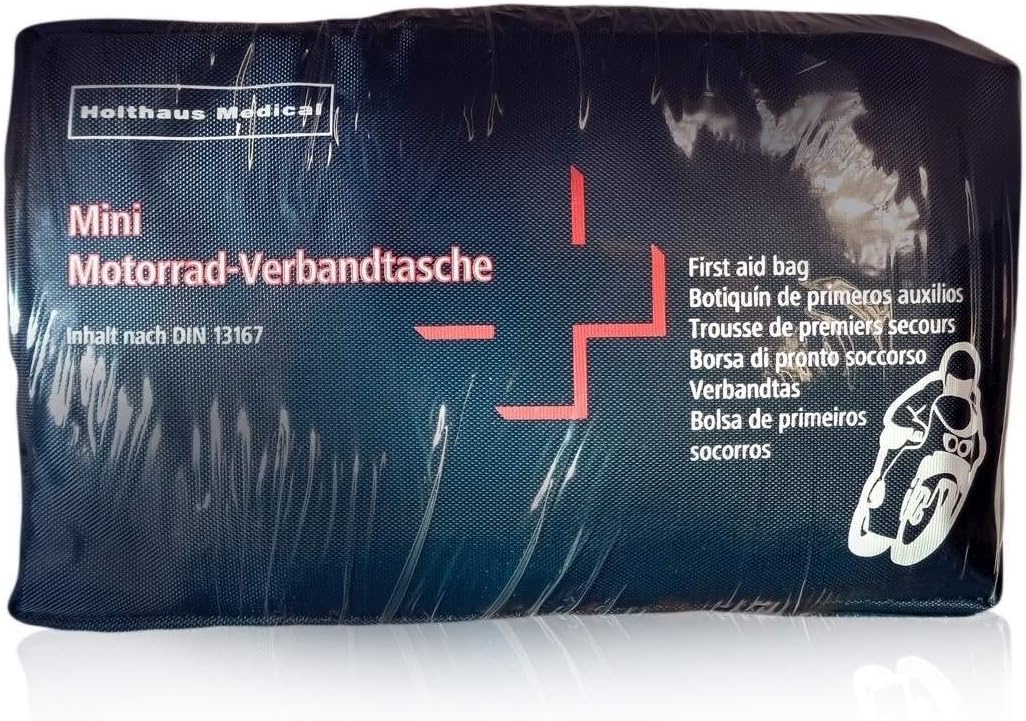 Holthaus Medical
Mini
Motorrad-Verbandtasche
Inhalt nach DIN 13167
First aid bag
Botiquín de primeros auxilios
Trousse de premiers secours
Borsa di pronto soccorso
Verbandtas
Bolsa de primeiros
socorros